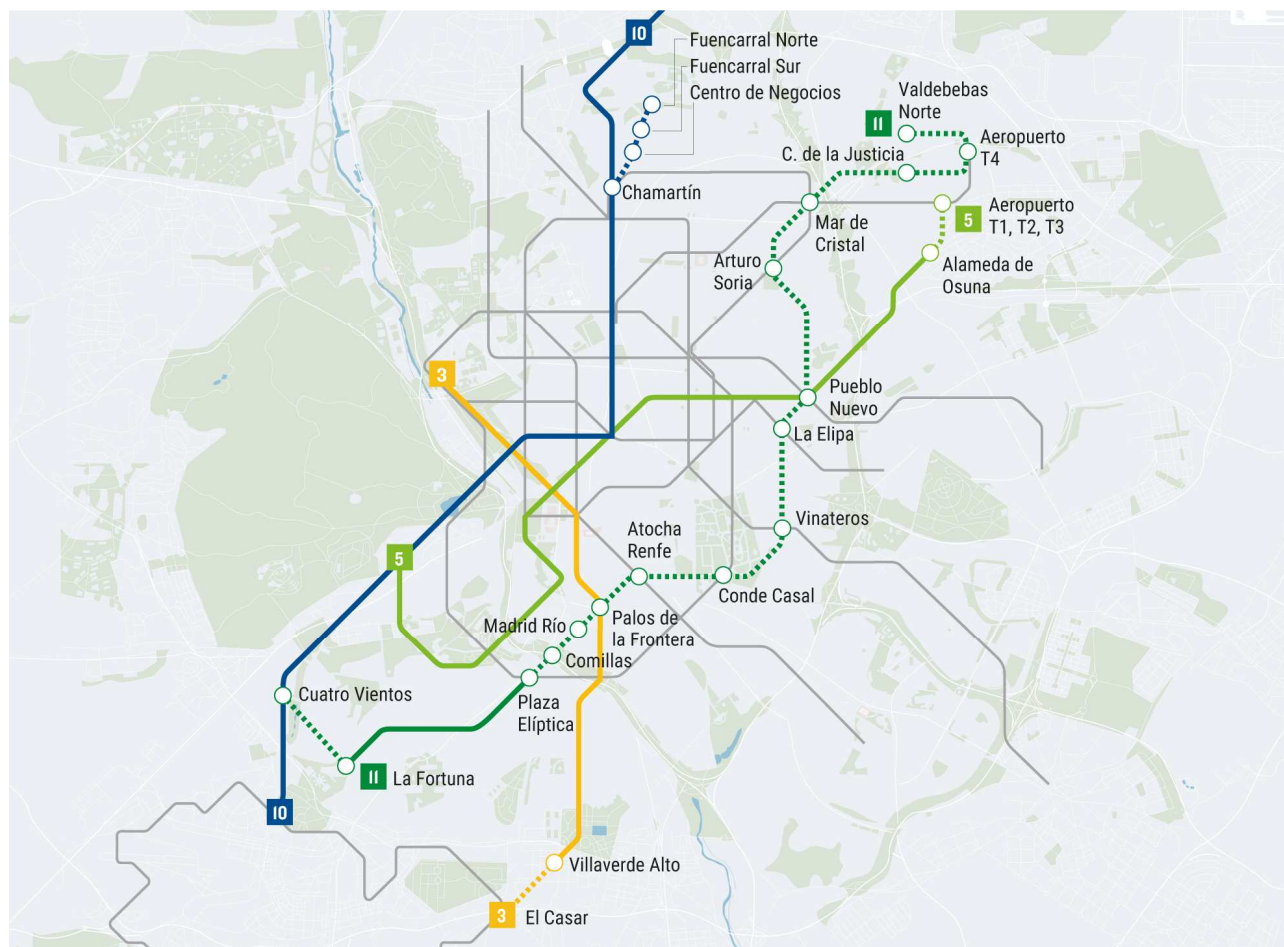 10
Fuencarral Norte
Fuencarral Sur
Centro de Negocios
Chamartín
Valdebebas
Norte
11
Aeropuerto
T4
C. de la Justicia
Mar de
Cristal
5
Aeropuerto
T1, T2, T3
Arturo
Soria
Alameda de
Osuna
3
Pueblo
Nuevo
La Elipa
Vinateros
Atocha
Renfe
5
Conde Casal
Madrid Río
Palos de
la Frontera
Comillas
Cuatro Vientos
Plaza
Elíptica
11
La Fortuna
10
Villaverde Alto
3
El Casar